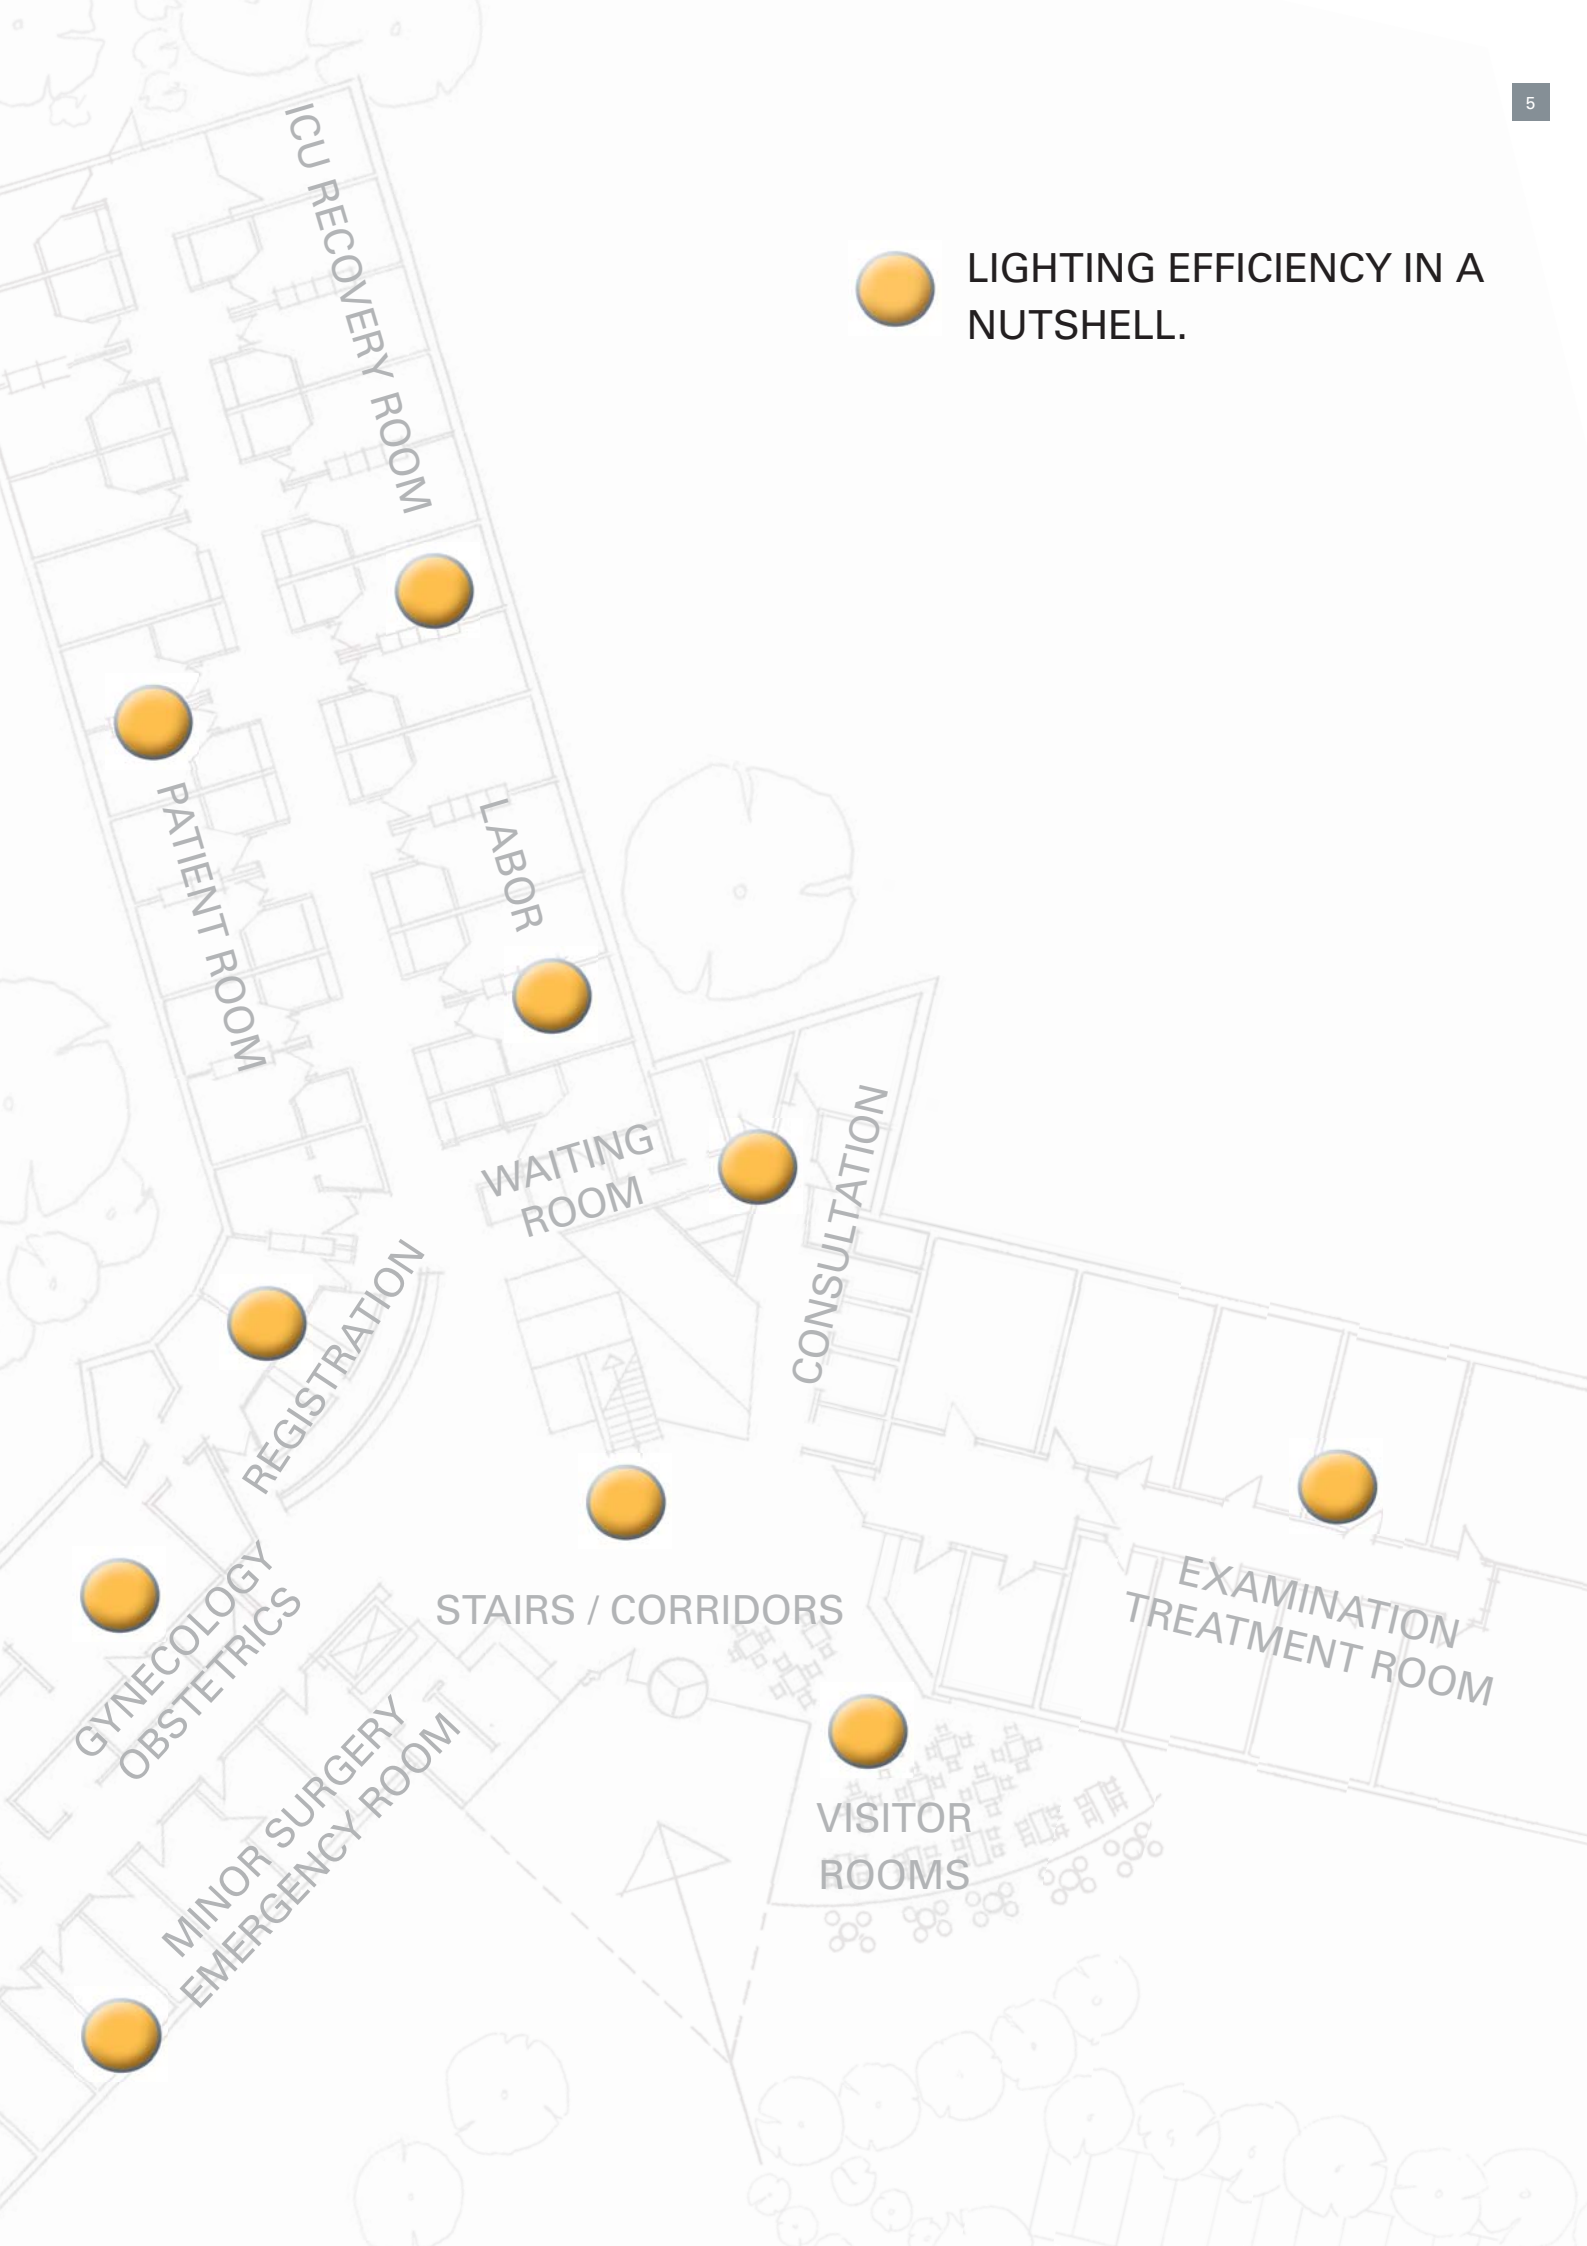 5
LIGHTING EFFICIENCY IN A
NUTSHELL.
ICU RECOVERY ROOM
PATIENT ROOM
LABOR
WAITING
ROOM
CONSULTATION
REGISTRATION
STAIRS / CORRIDORS
EXAMINATION
TREATMENT ROOM
GYNECOLOGY
OBSTETRICS
MINOR SURGERY
EMERGENCY ROOM
VISITOR
ROOMS